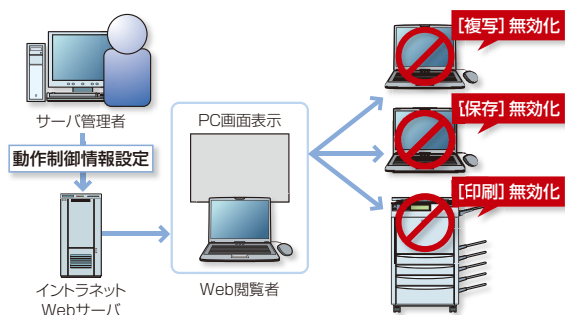 [複写] 無効化
サーバ管理者
PC画面表示
[保存] 無効化
動作制御情報設定
[印刷] 無効化
イントラネット
Webサーバ
Web閲覧者